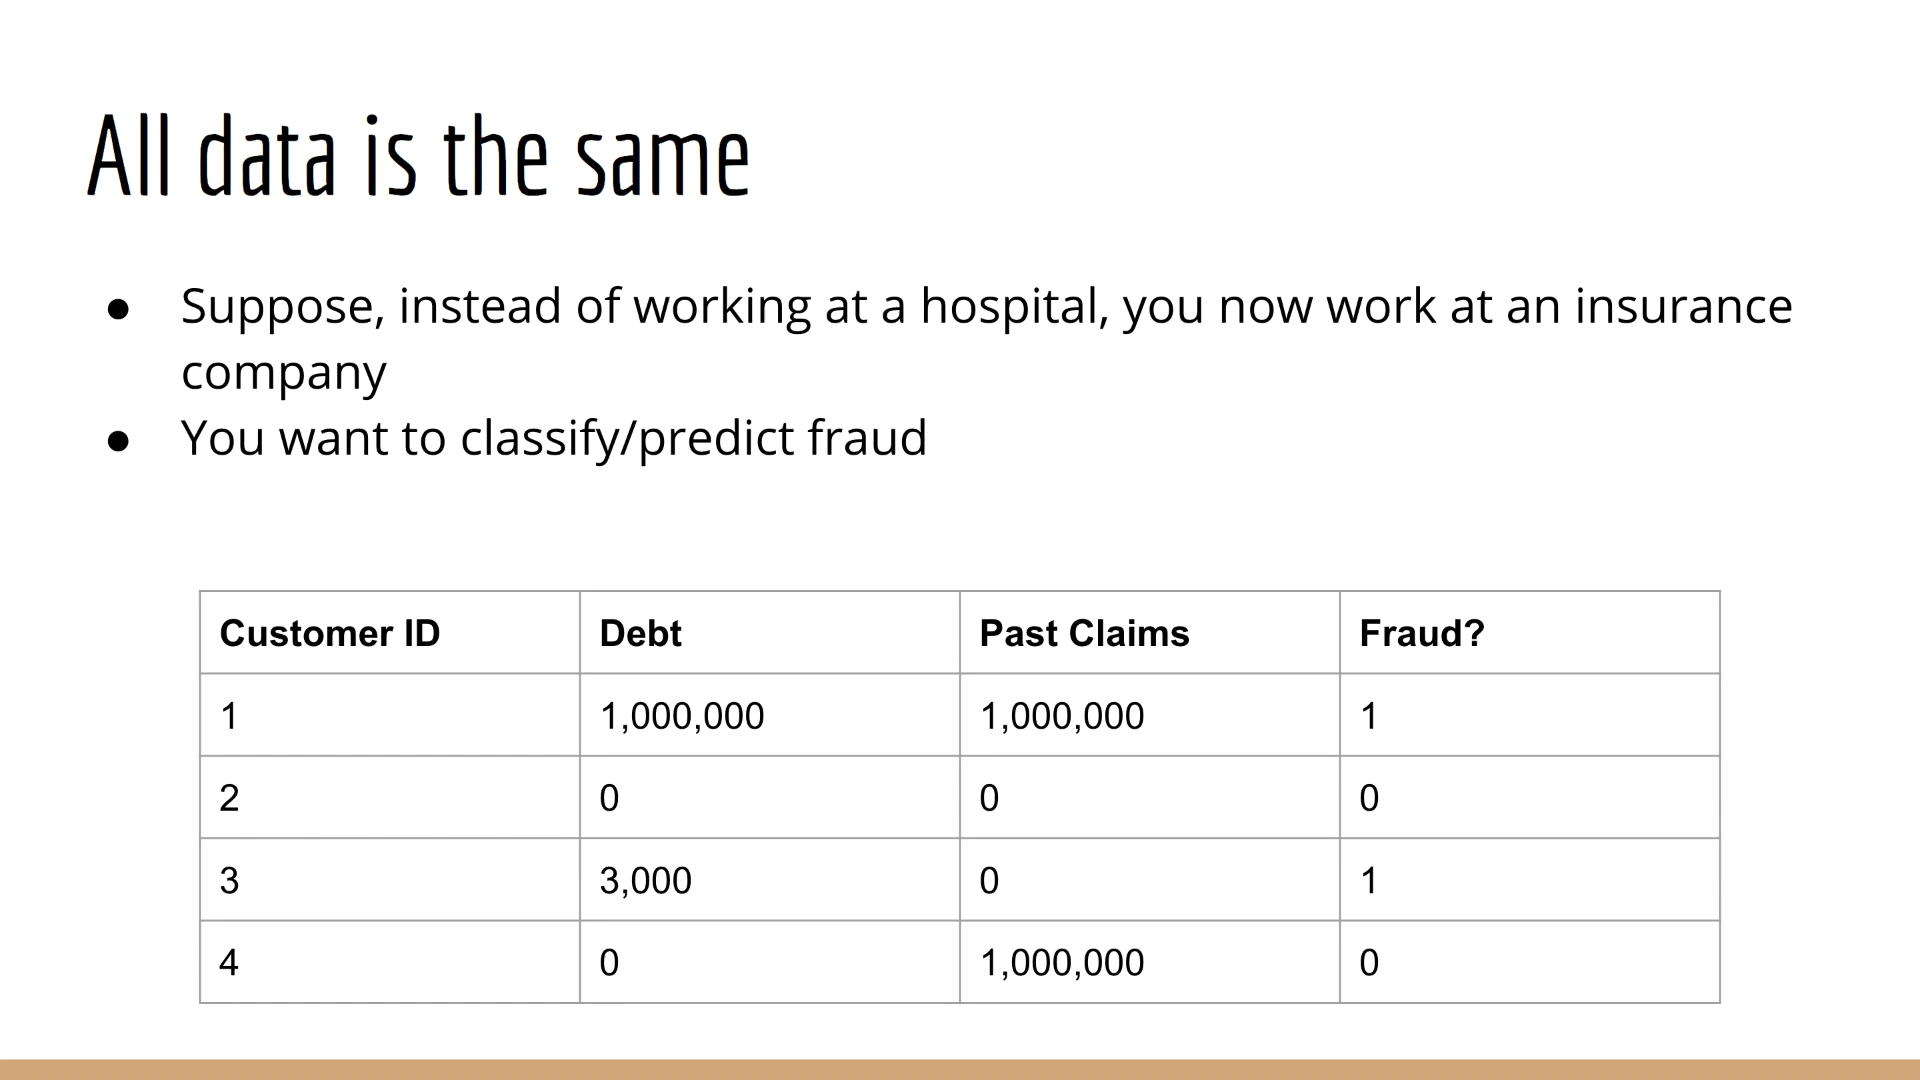 All data is the same
● Suppose, instead of working at a hospital, you now work at an insurance
company
● You want to classify/predict fraud
Customer ID Debt Past Claims Fraud?
1 1,000,000 1,000,000 1
2 0 0 0
3 3,000 0 1
4 0 1,000,000 0